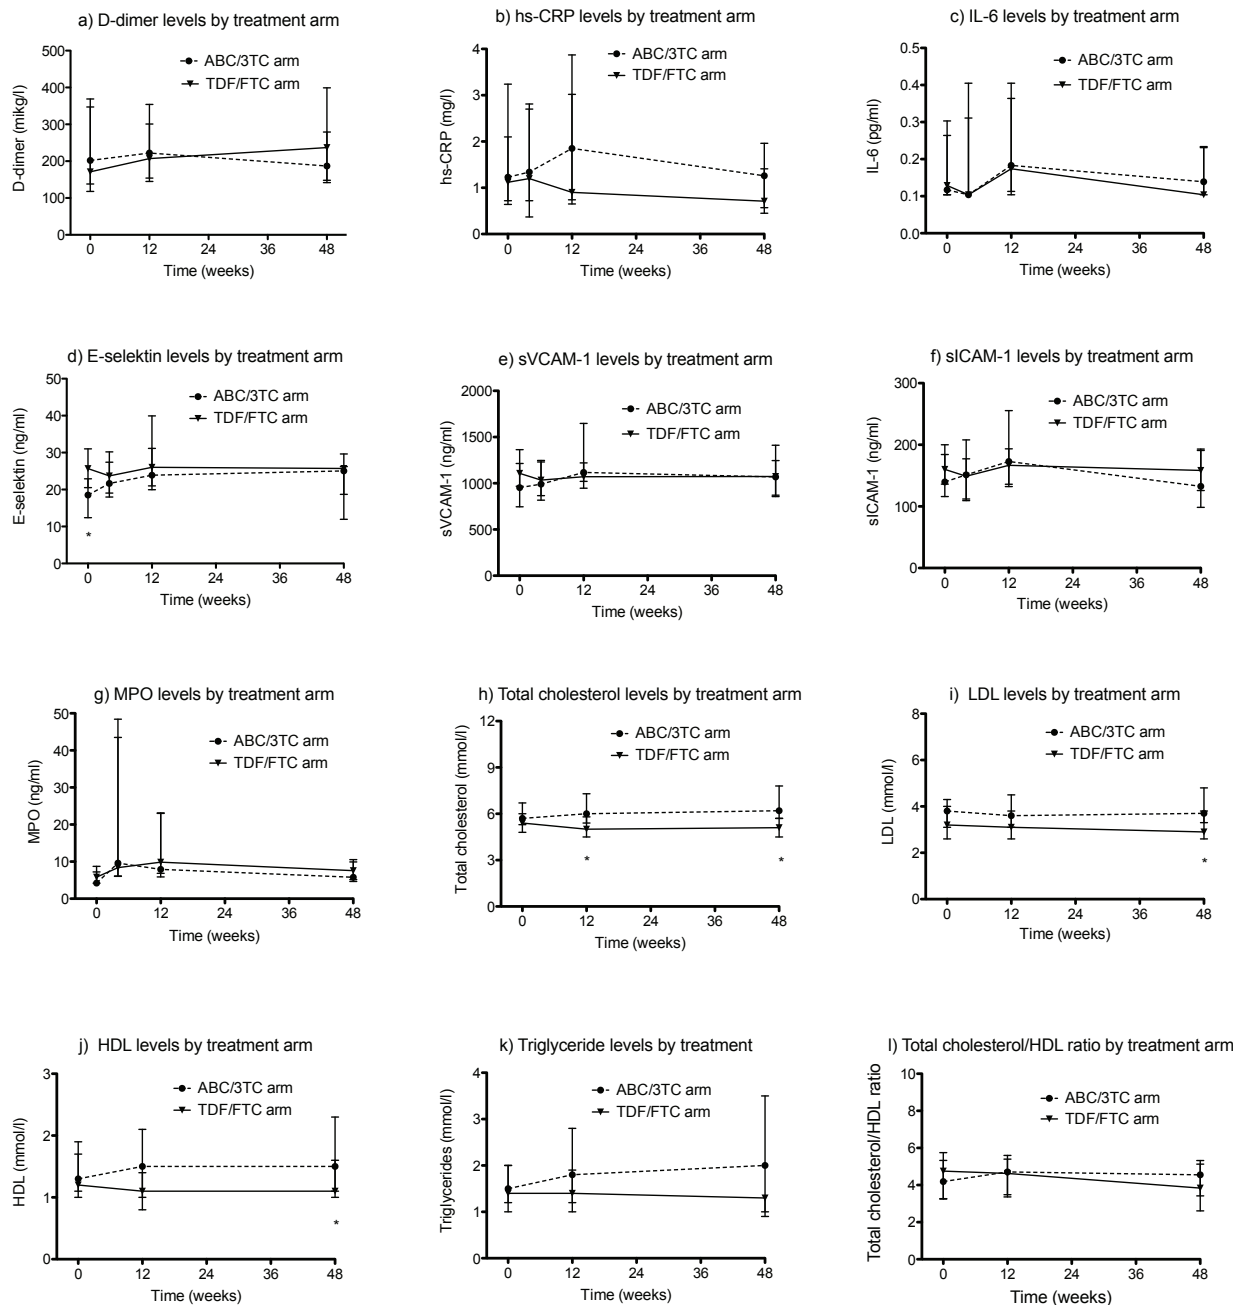 a) D-dimer levels by treatment arm
500
400
300
200
100
0
D-dimer (mikg/l)
ABC/3TC arm
TDF/FTC arm
0 12 24 36 48
Time (weeks)
b) hs-CRP levels by treatment arm
4
3
2
1
0
hs-CRP (mg/l)
ABC/3TC arm
TDF/FTC arm
0 12 24 36 48
Time (weeks)
c) IL-6 levels by treatment arm
0.5
0.4
0.3
0.2
0.1
0.0
IL-6 (pg/ml)
ABC/3TC arm
TDF/FTC arm
0 12 24 36 48
Time (weeks)
d) E-selektin levels by treatment arm
50
40
30
20
10
0
E-selektin (ng/ml)
ABC/3TC arm
TDF/FTC arm
*
0 12 24 36 48
Time (weeks)
e) sVCAM-1 levels by treatment arm
2000
1500
1000
500
0
sVCAM-1 (ng/ml)
ABC/3TC arm
TDF/FTC arm
0 12 24 36 48
Time (weeks)
f) sICAM-1 levels by treatment arm
300
200
100
0
sICAM-1 (ng/ml)
ABC/3TC arm
TDF/FTC arm
0 12 24 36 48
Time (weeks)
g) MPO levels by treatment arm
50
40
30
20
10
0
MPO (ng/ml)
ABC/3TC arm
TDF/FTC arm
0 12 24 36 48
Time (weeks)
h) Total cholesterol levels by treatment arm
12
9
6
3
0
Total cholesterol (mmol/l)
ABC/3TC arm
TDF/FTC arm
* *
0 12 24 36 48
Time (weeks)
i) LDL levels by treatment arm
8
6
4
2
0
LDL (mmol/l)
ABC/3TC arm
TDF/FTC arm
*
0 12 24 36 48
Time (weeks)
j) HDL levels by treatment arm
3
2
1
0
HDL (mmol/l)
ABC/3TC arm
TDF/FTC arm
*
0 12 24 36 48
Time (weeks)
k) Triglyceride levels by treatment
4
3
2
1
0
Triglycerides (mmol/l)
ABC/3TC arm
TDF/FTC arm
0 12 24 36 48
Time (weeks)
l) Total cholesterol/HDL ratio by treatment arm
10
8
6
4
2
0
Total cholesterol/HDL ratio
ABC/3TC arm
TDF/FTC arm
0 12 24 36 48
Time (weeks)